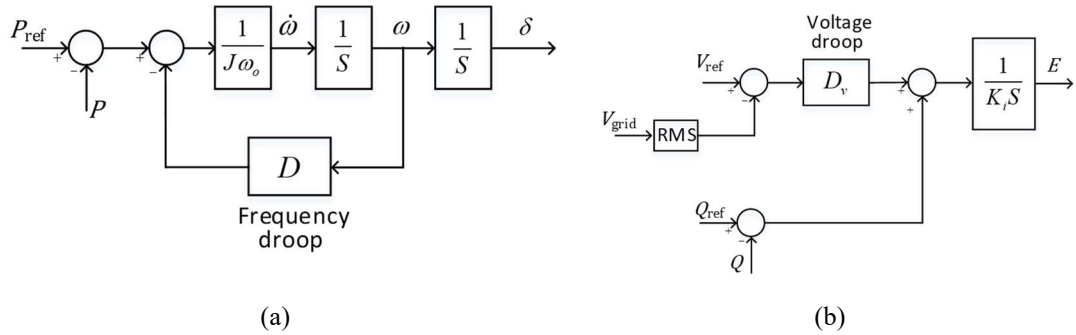 P_ref
+
-
P
+
-
1
Jω_o
ω̇
1
S
ω
1
S
δ
D
Frequency
droop
(a)
Voltage
droop
V_ref
+
-
D_v
+
+
1
K_i S
E
V_grid
RMS
Q_ref
+
-
Q
(b)